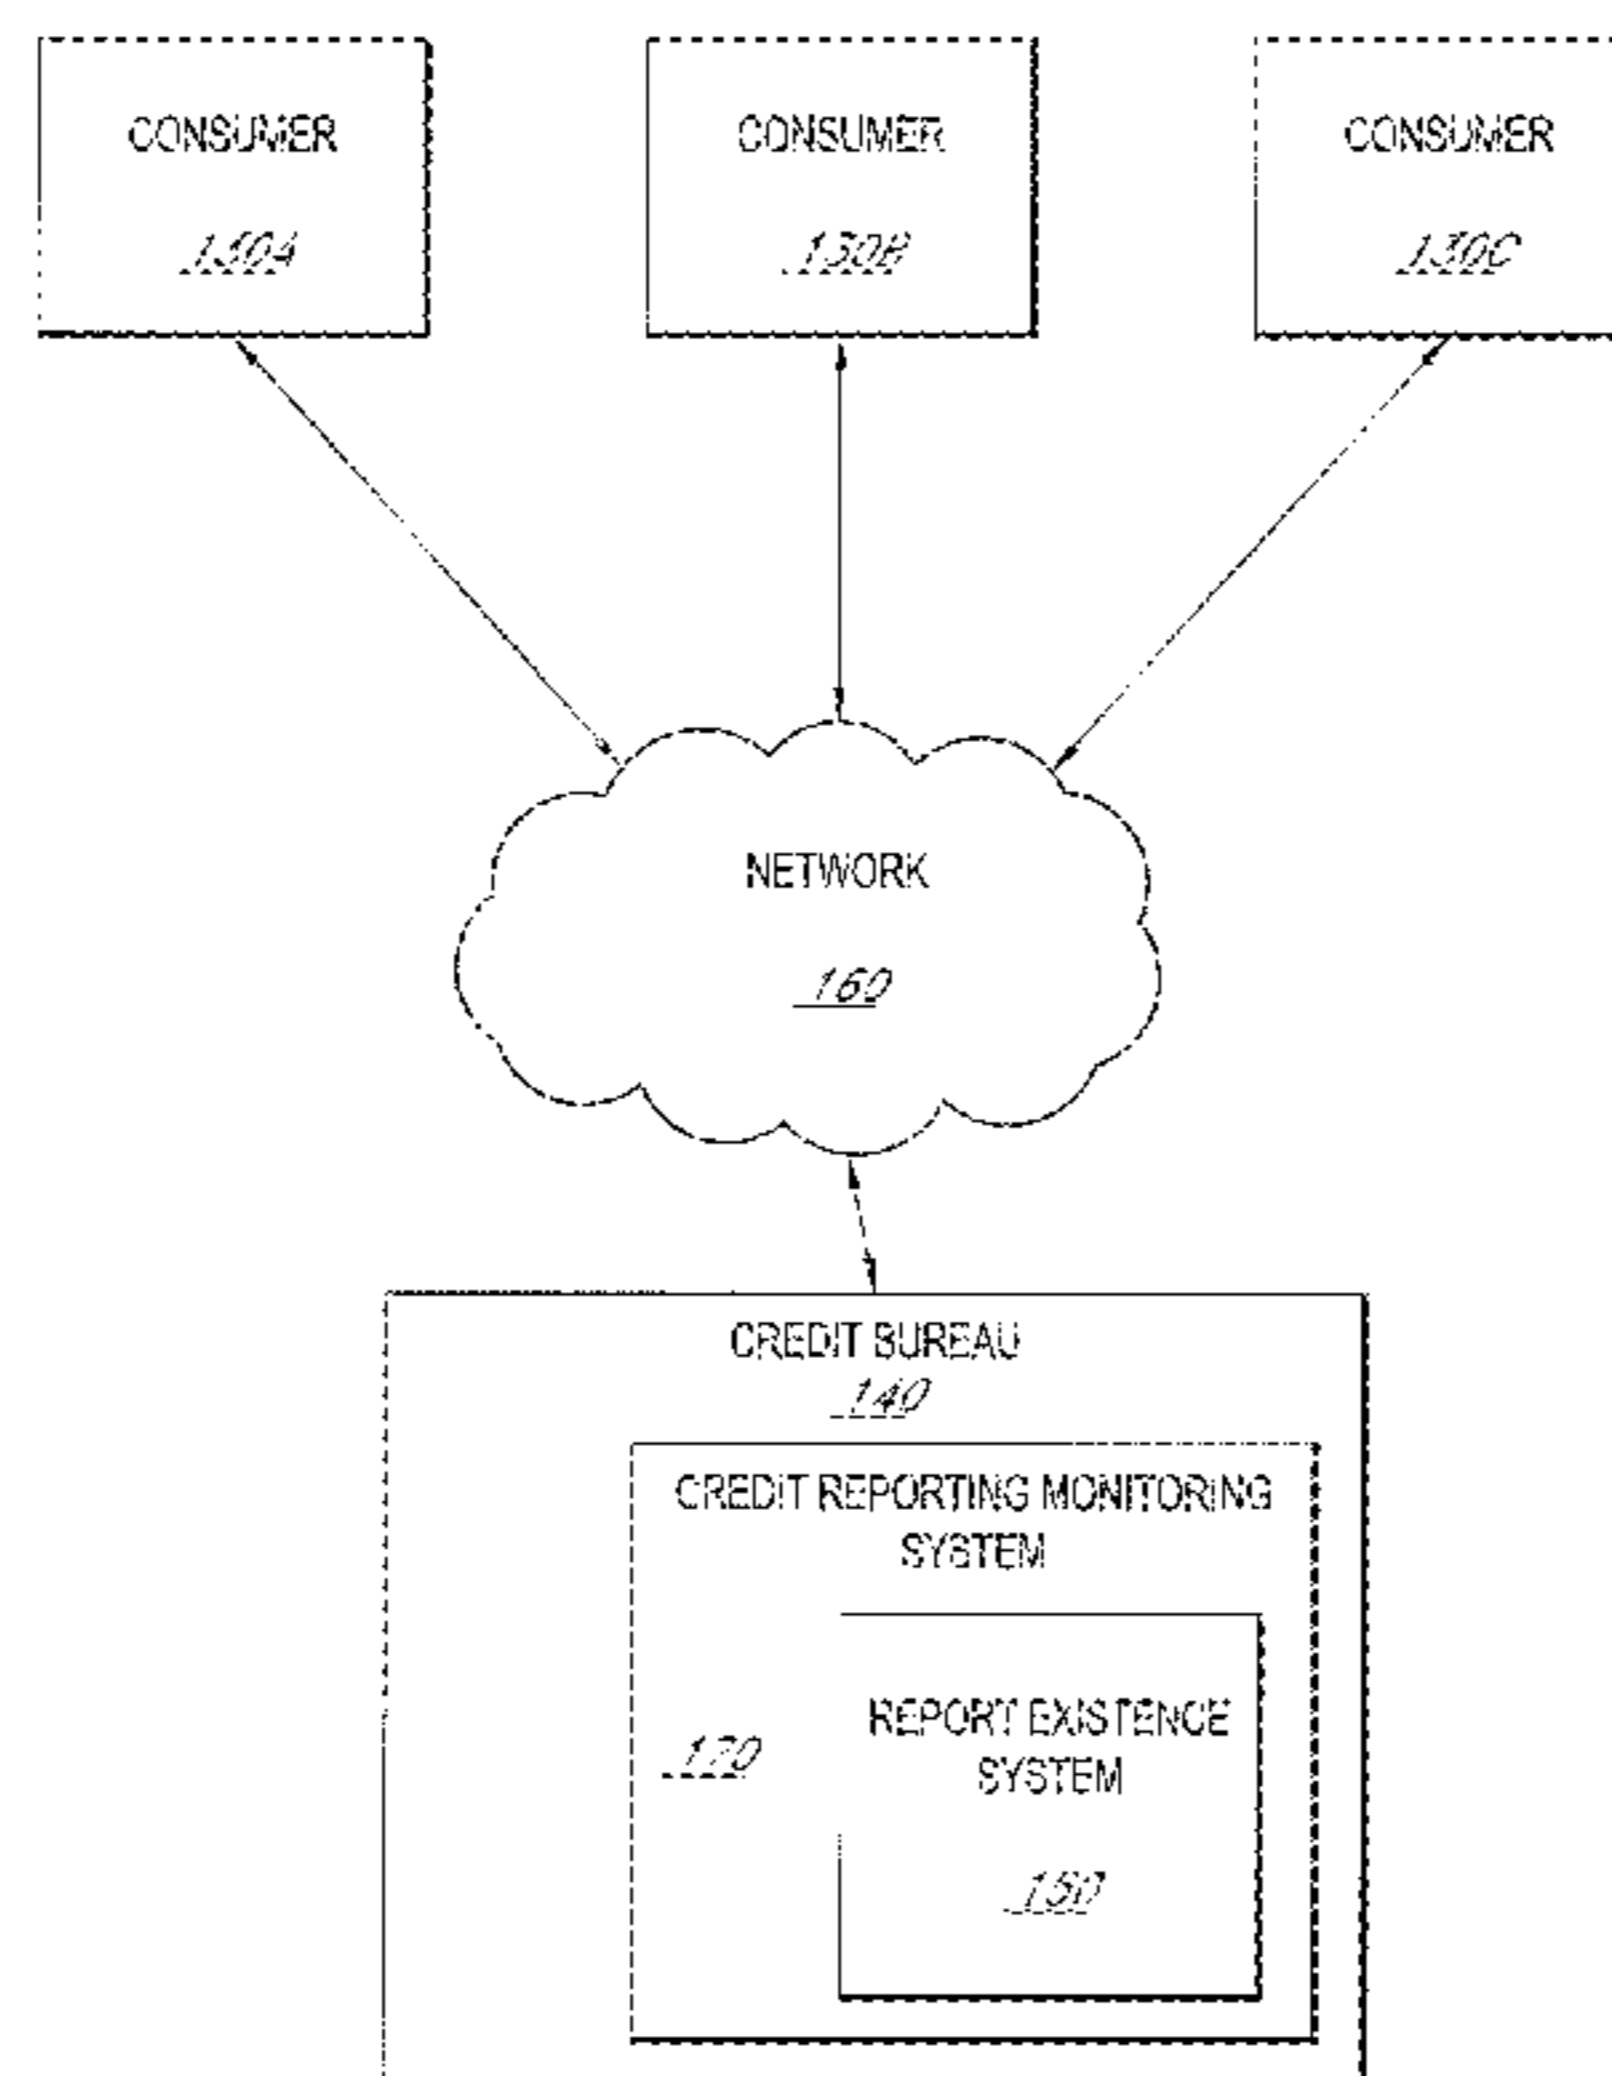 CONSUMER
CONSUMER
CONSUMER
130A
130B
130C
NETWORK
160
CREDIT BUREAU
140
CREDIT REPORTING MONITORING
SYSTEM
REPORT EXISTENCE
SYSTEM
150